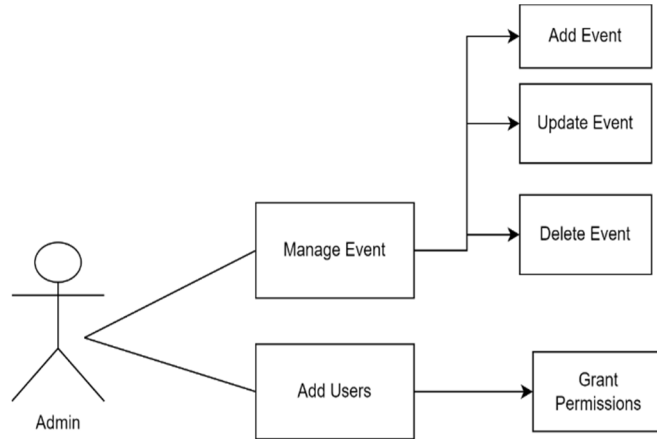 Add Event
Update Event
Manage Event
Delete Event
Add Users
Grant
Permissions
Admin